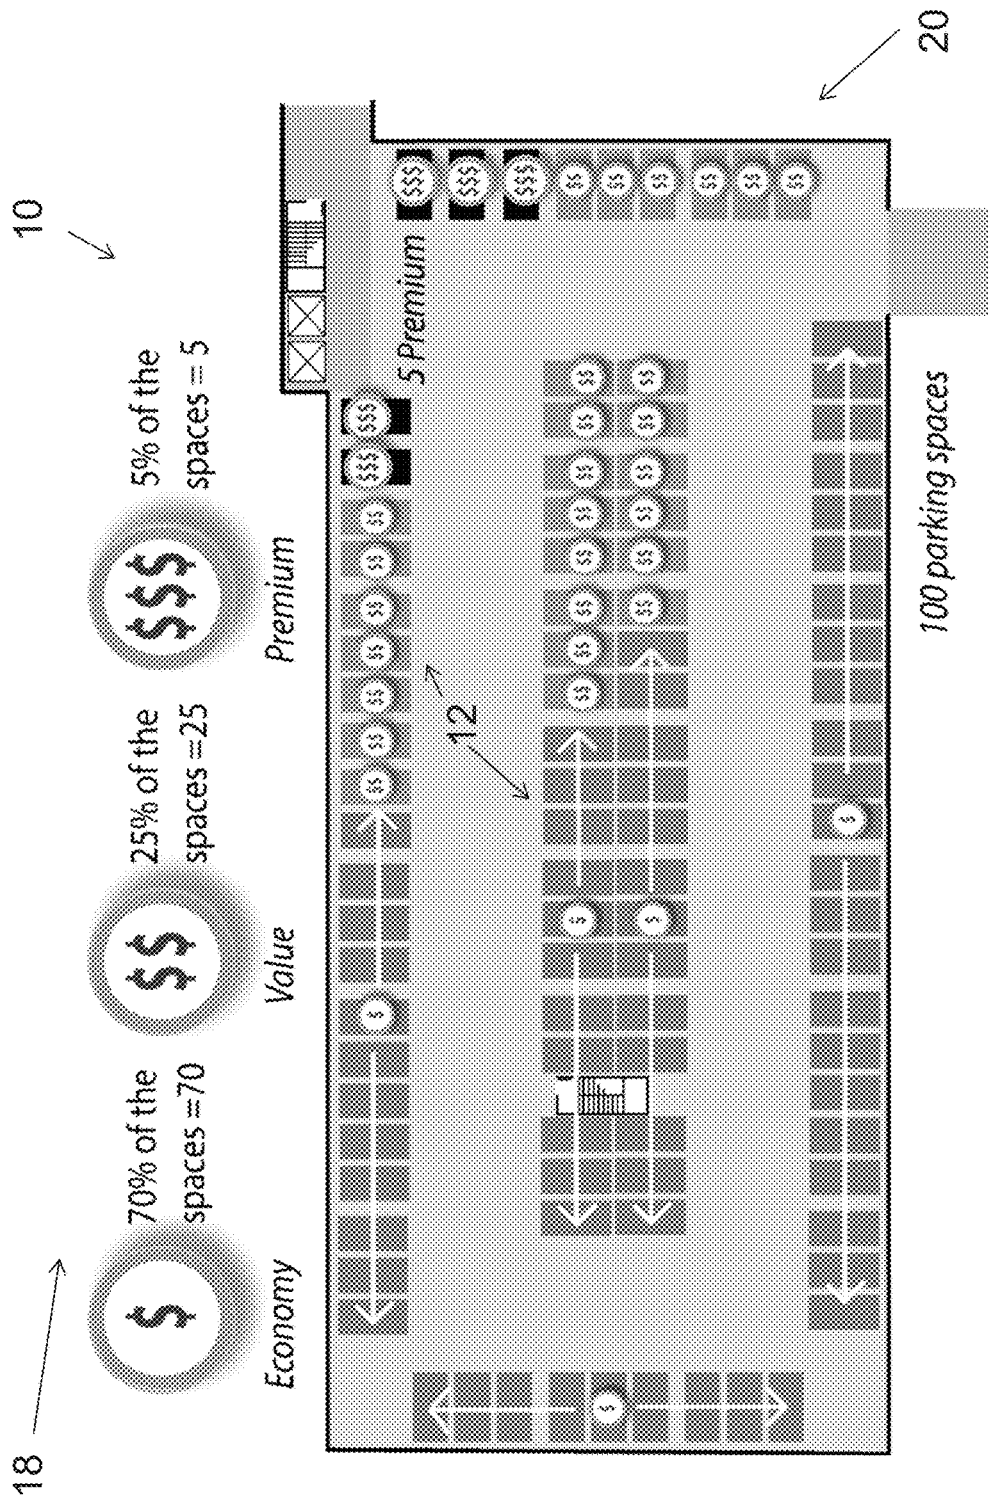 18
10
$
70% of the
spaces =70
Economy
$$
25% of the
spaces =25
Value
$$$
5% of the
spaces = 5
Premium
$ $$ $$ $$ $$ $$ $$ $$ $$$ $$$
5 Premium
$$$
$$$
$$$
$$
$$
$$
$$
$$
$$
12
$ $$ $$ $$ $$ $$ $$ $$ $$
$ $$ $$ $$ $$ $$ $$
$
$
100 parking spaces
20